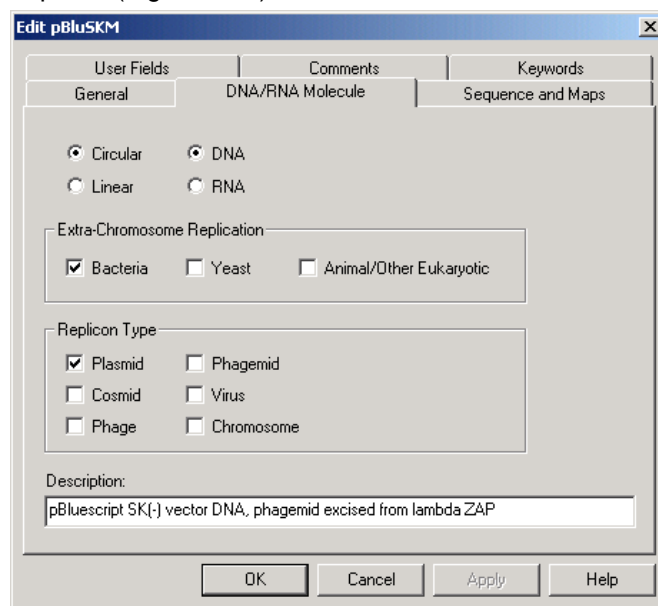 Edit pBluSKM
User Fields Comments Keywords
General DNA/RNA Molecule Sequence and Maps
Circular DNA
Linear RNA
Extra-Chromosome Replication
Bacteria Yeast Animal/Other Eukaryotic
Replicon Type
Plasmid Phagemid
Cosmid Virus
Phage Chromosome
Description:
pBluescript SK(-) vector DNA, phagemid excised from lambda ZAP
OK Cancel Apply Help